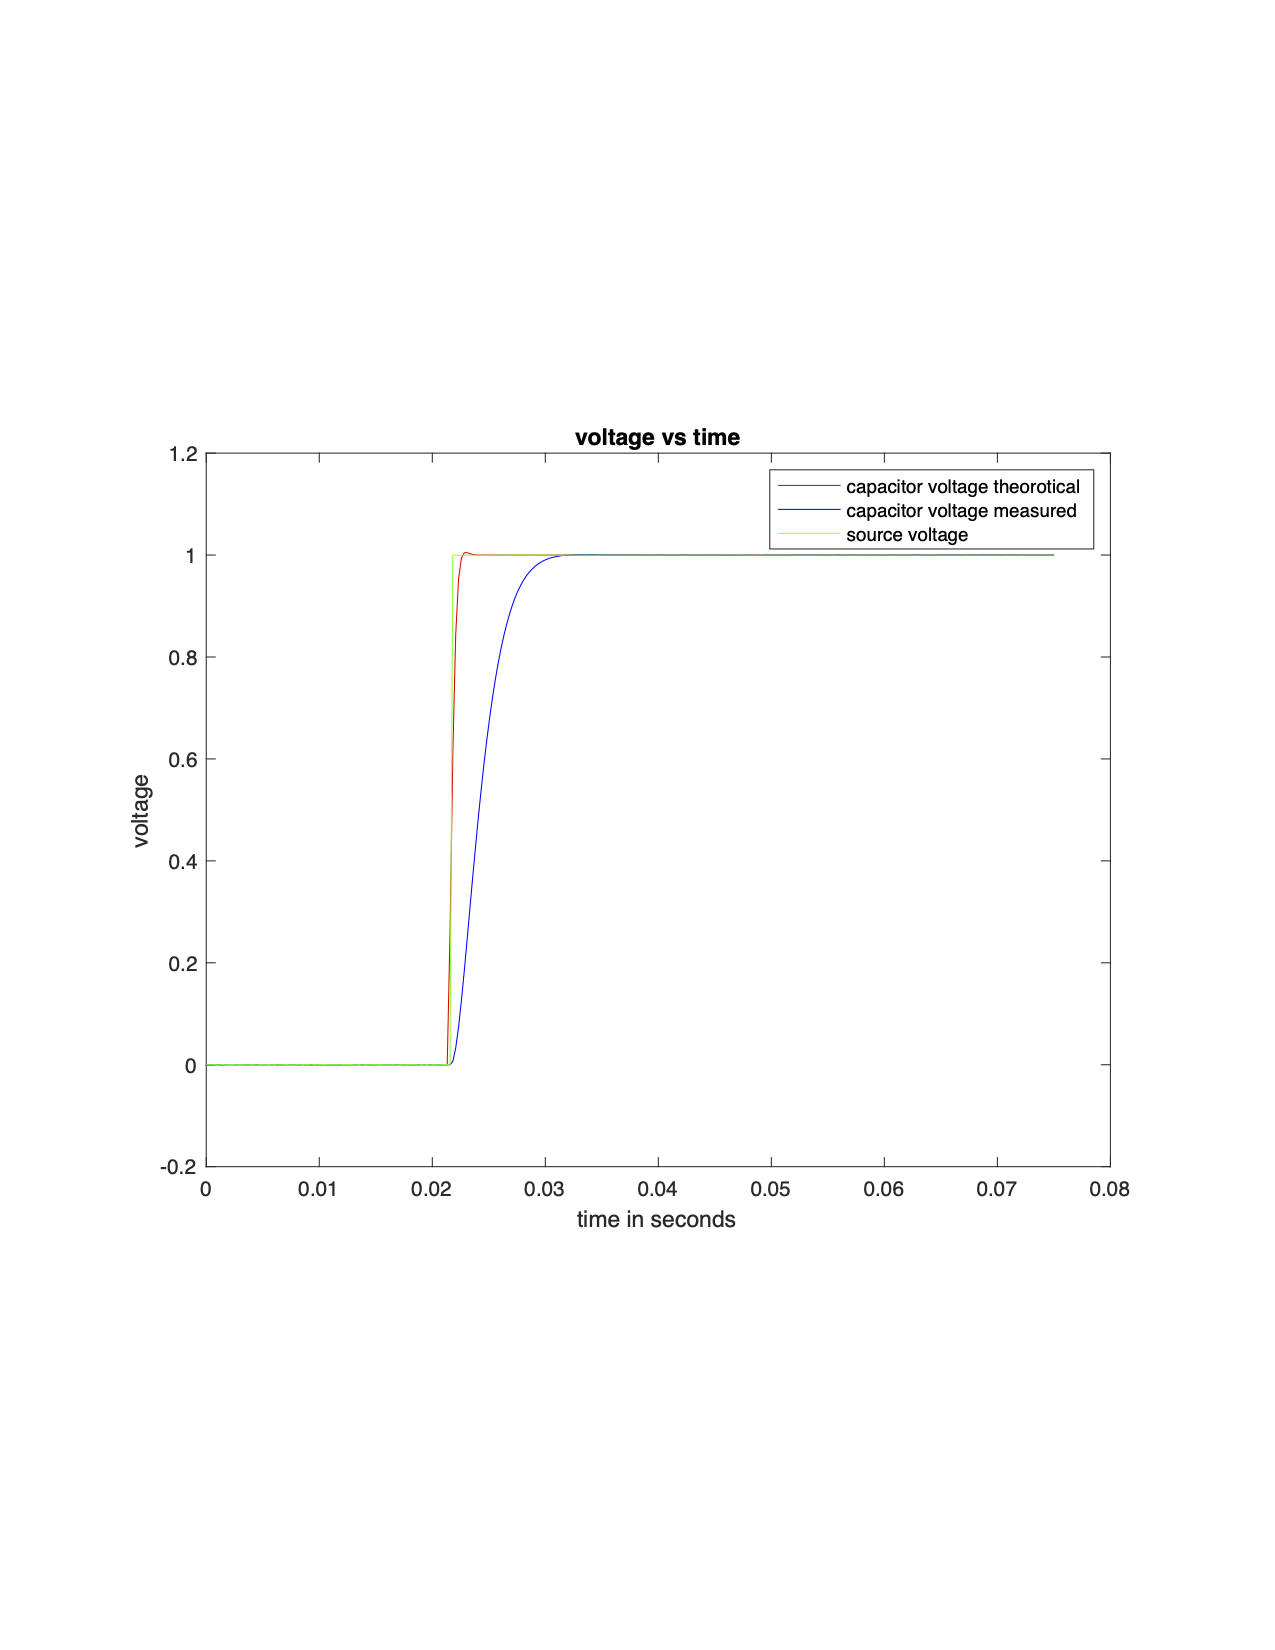 voltage vs time
1.2
1
0.8
0.6
0.4
0.2
0
-0.2
voltage
capacitor voltage theorotical
capacitor voltage measured
source voltage
0 0.01 0.02 0.03 0.04 0.05 0.06 0.07 0.08
time in seconds